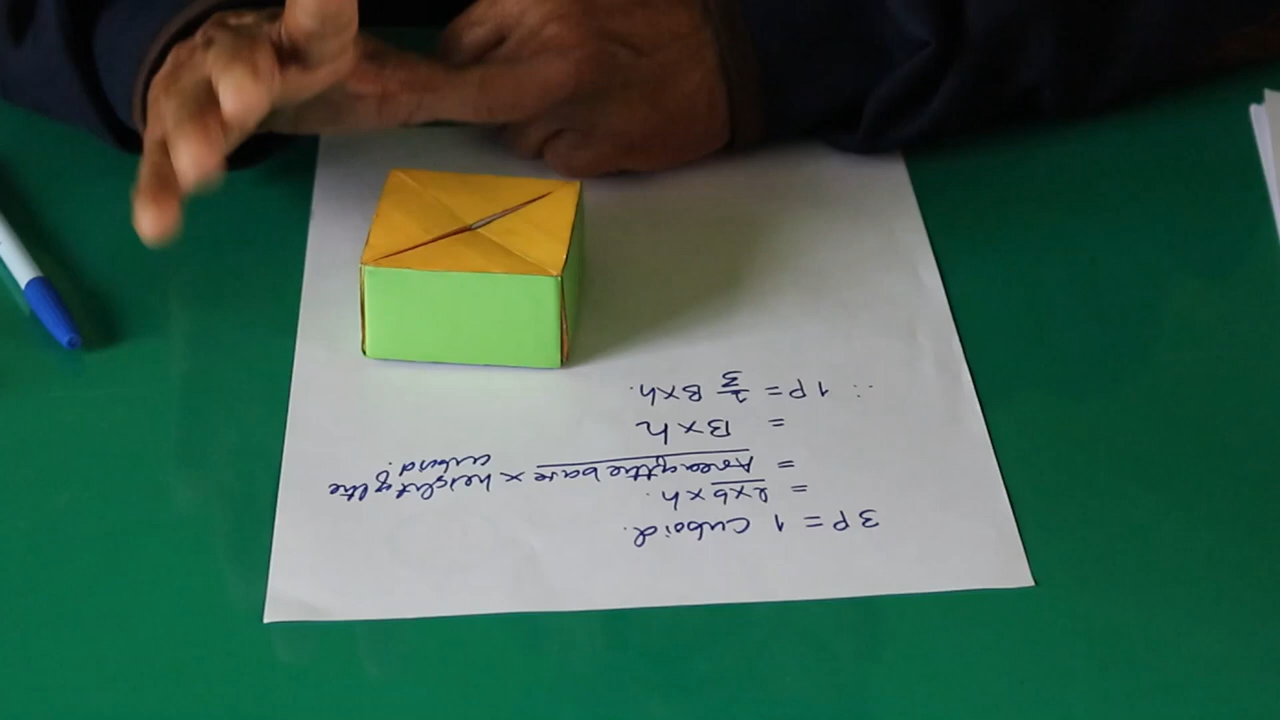 3P = 1 Cuboid.
= l×b×h.
= Area of the base × height of the cuboid.
= B×h
∴ 1P = 1/3 B×h.